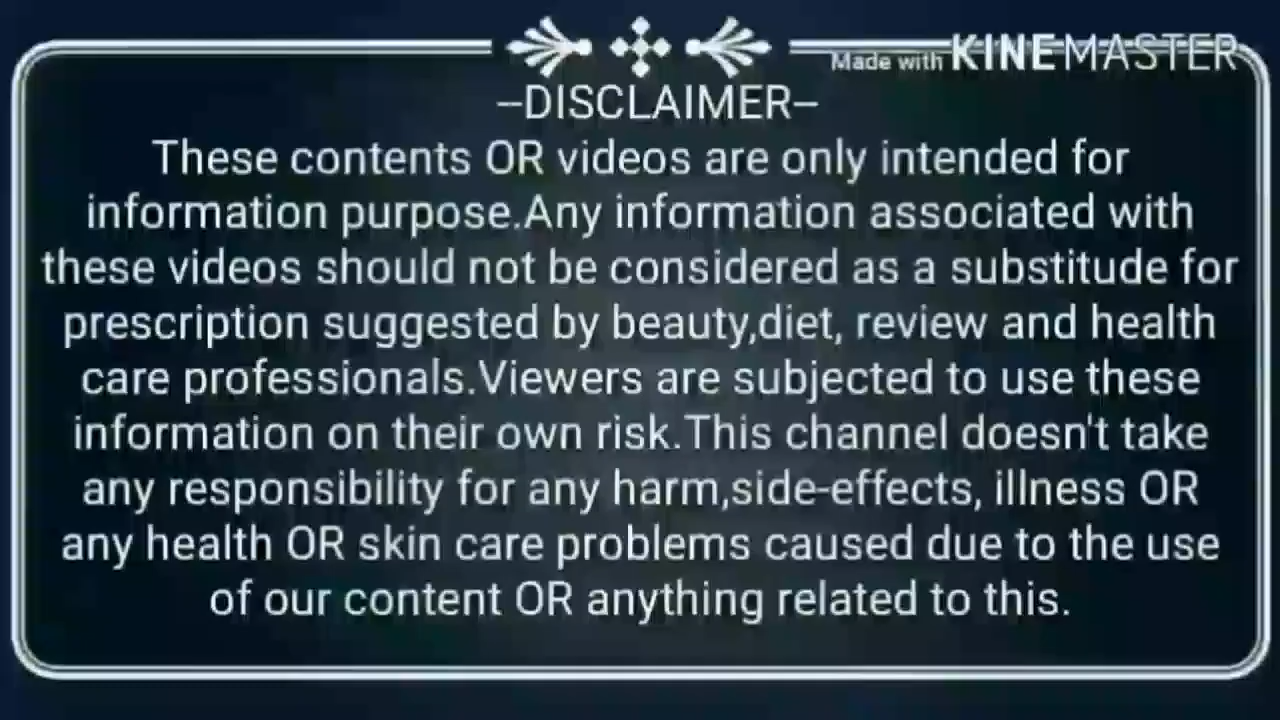 Made with KINEMASTER
–DISCLAIMER–
These contents OR videos are only intended for
information purpose.Any information associated with
these videos should not be considered as a substitude for
prescription suggested by beauty,diet, review and health
care professionals.Viewers are subjected to use these
information on their own risk.This channel doesn't take
any responsibility for any harm,side-effects, illness OR
any health OR skin care problems caused due to the use
of our content OR anything related to this.